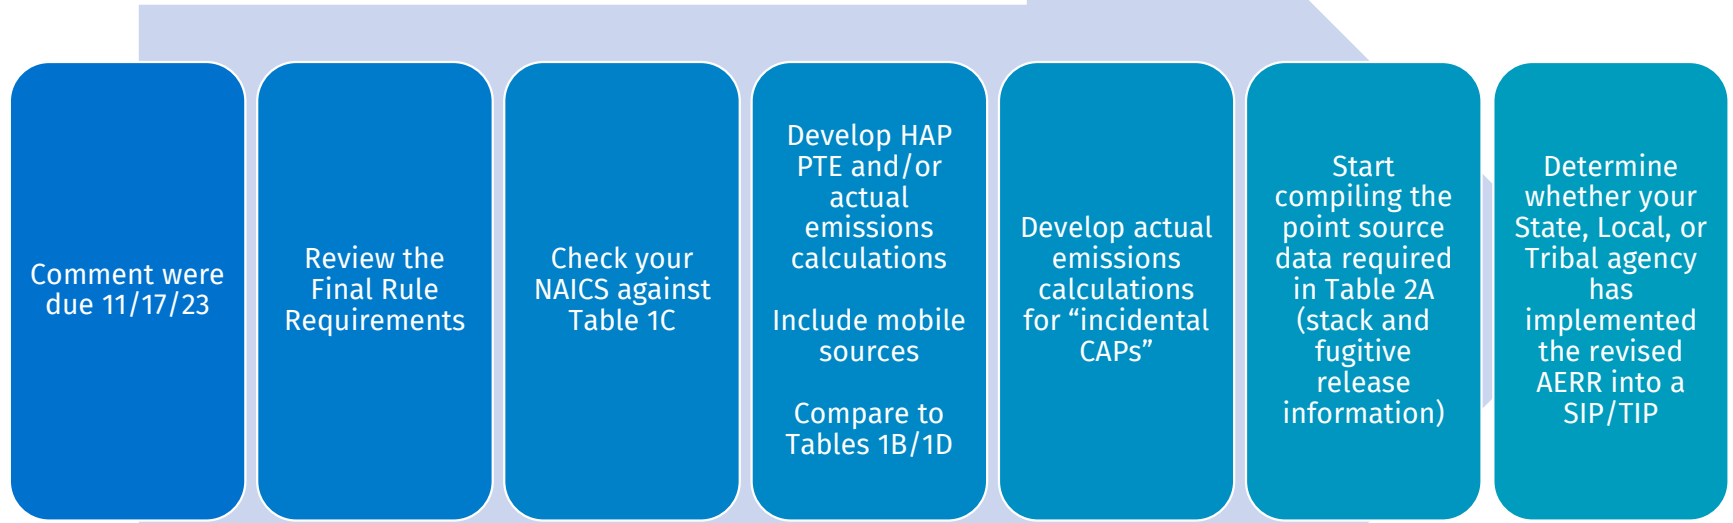 Comment were
due 11/17/23
Review the
Final Rule
Requirements
Check your
NAICS against
Table 1C
Develop HAP
PTE and/or
actual
emissions
calculations
Include mobile
sources
Compare to
Tables 1B/1D
Develop actual
emissions
calculations
for “incidental
CAPs”
Start
compiling the
point source
data required
in Table 2A
(stack and
fugitive
release
information)
Determine
whether your
State, Local, or
Tribal agency
has
implemented
the revised
AERR into a
SIP/TIP